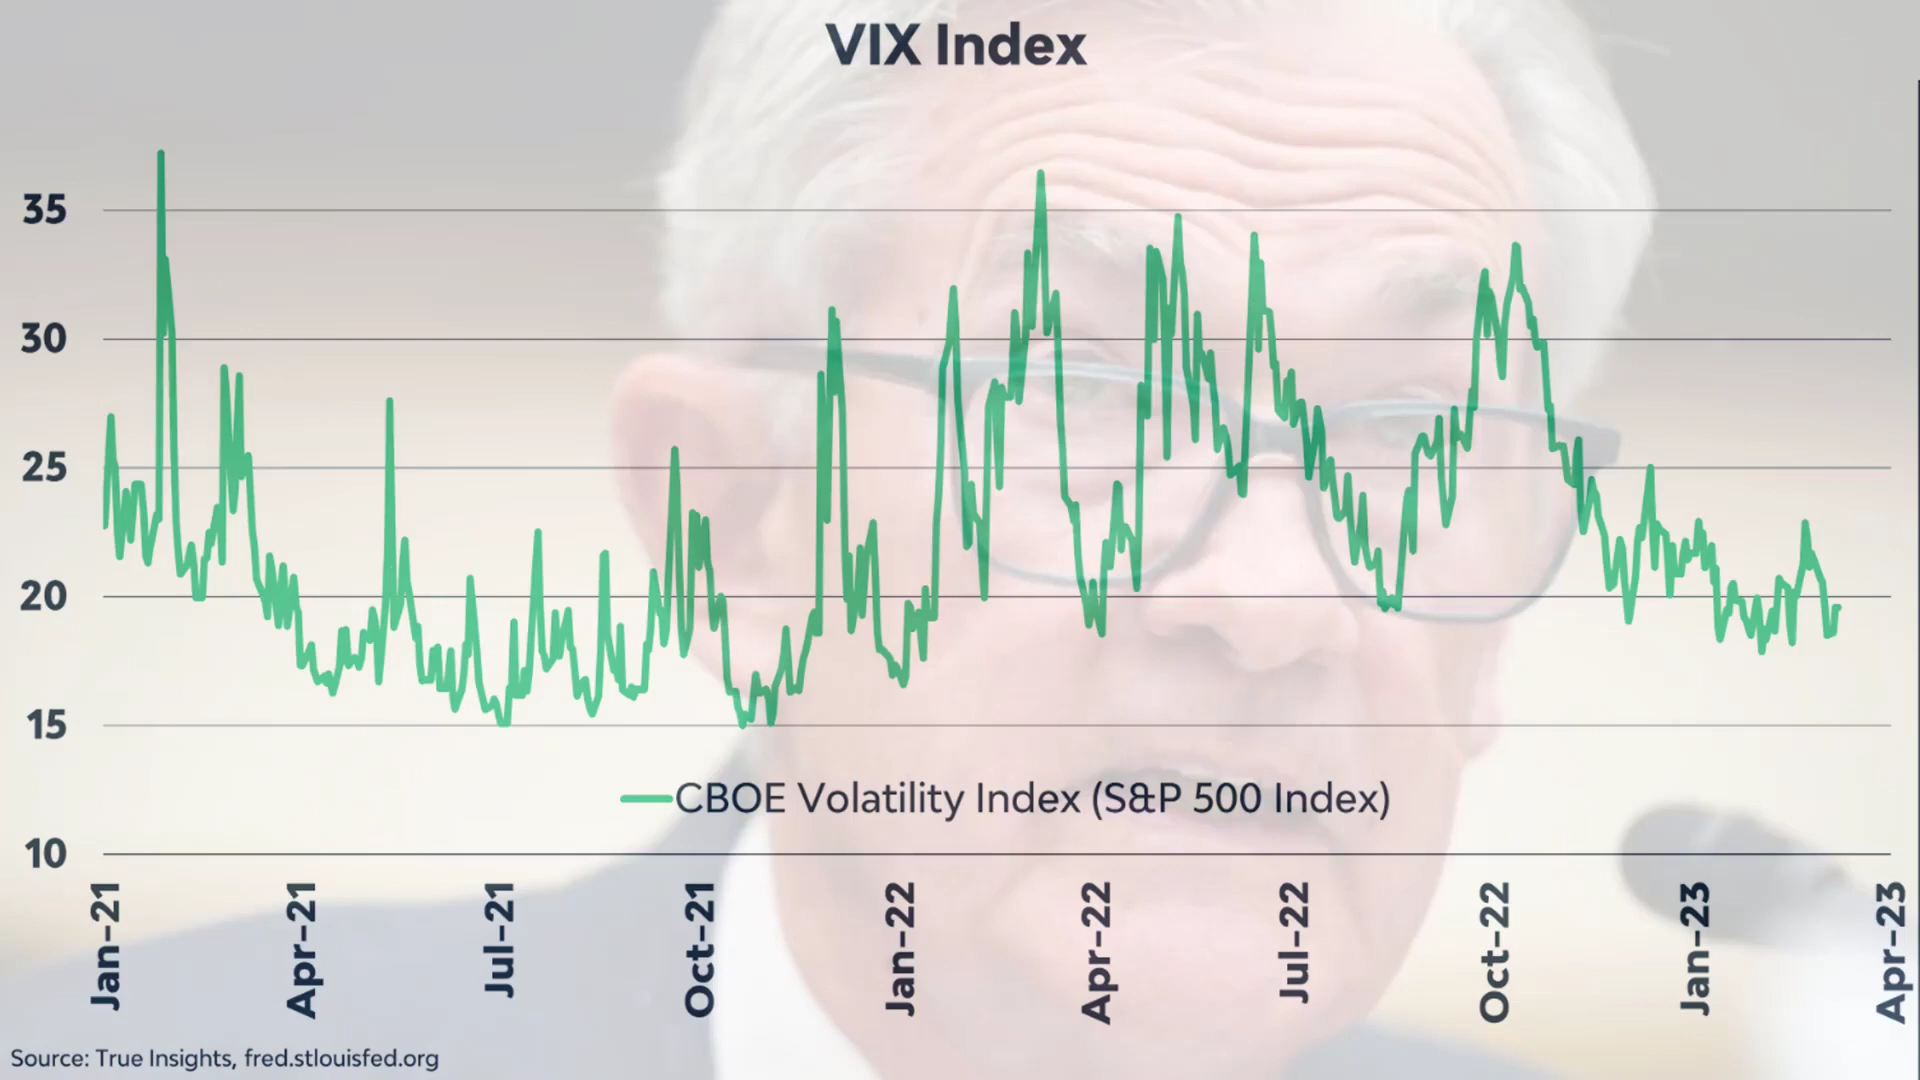 VIX Index
35
30
25
20
15
10
CBOE Volatility Index (S&P 500 Index)
Jan-21
Apr-21
Jul-21
Oct-21
Jan-22
Apr-22
Jul-22
Oct-22
Jan-23
Apr-23
Source: True Insights, fred.stlouisfed.org